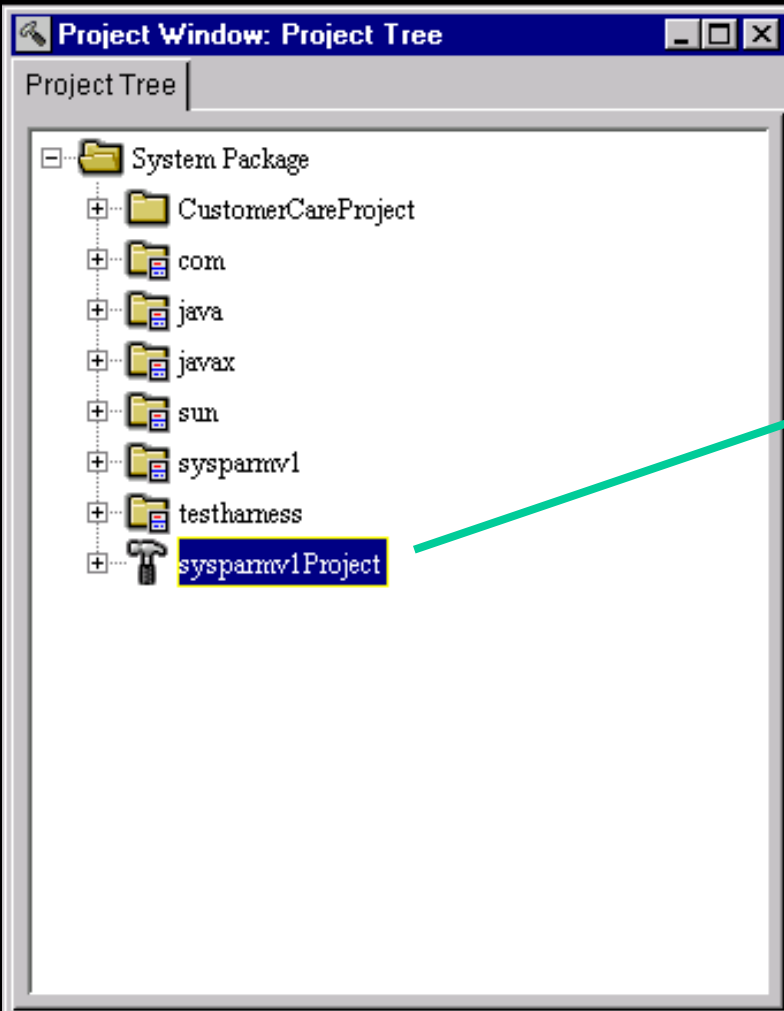 Project Window: Project Tree
Project Tree
System Package
CustomerCareProject
com
java
javax
sun
sysparmv1
testharness
sysparmv1Project